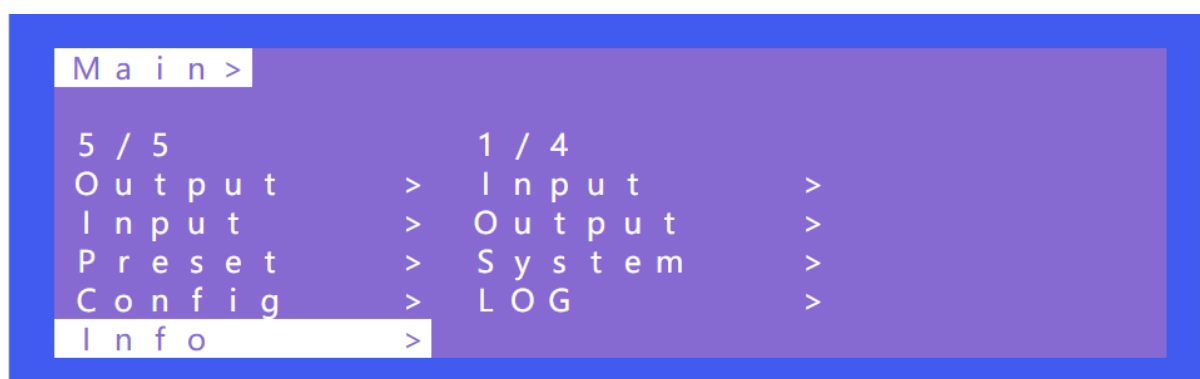 Main>
5/5 1/4
Output > Input >
Input > Output >
Preset > System >
Config > LOG >
Info >